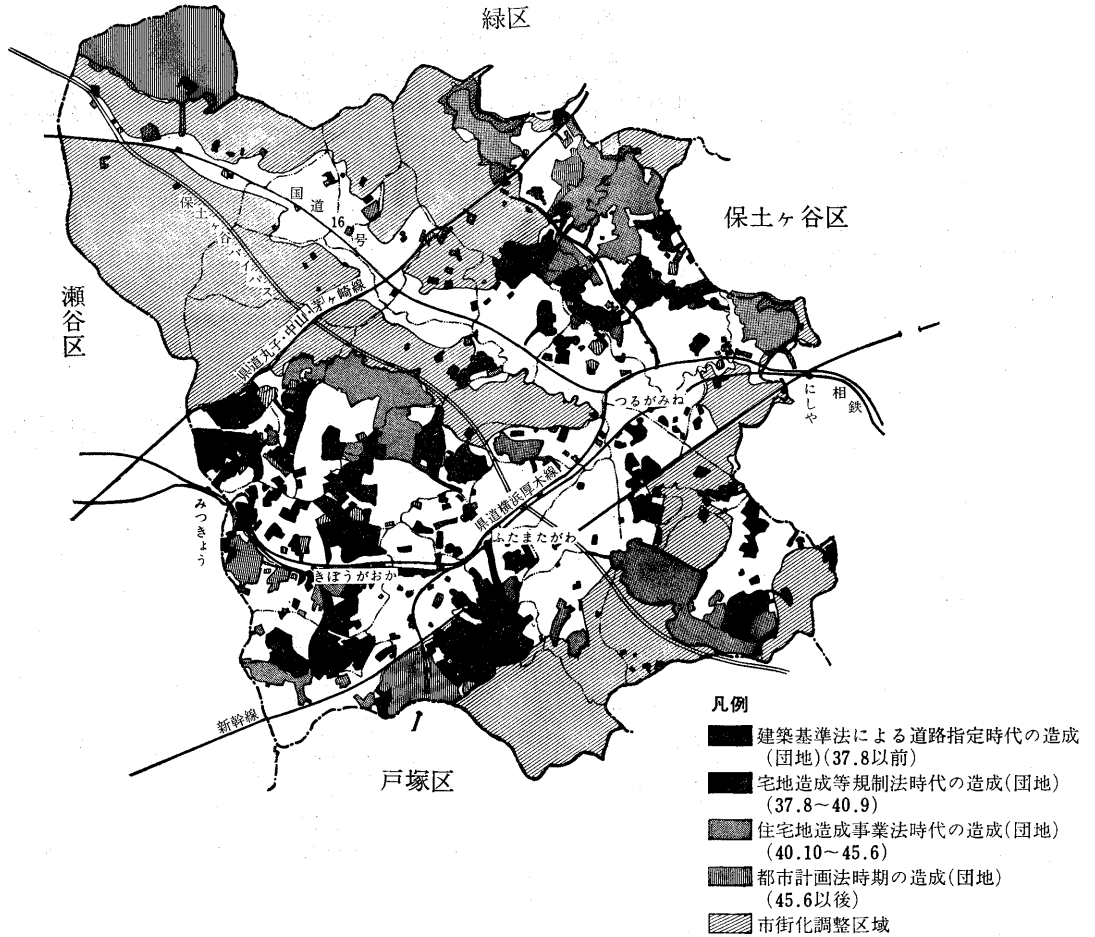 緑区
保土ヶ谷区
瀬谷区
国道16号
保土ヶ谷バイパス
県道丸子・中山・茅ヶ崎線
つるがみね
にしや
相鉄
県道横浜厚木線
ふたまたがわ
みつきょう
きぼうがおか
新幹線
戸塚区
凡例
建築基準法による道路指定時代の造成
(団地)(37.8以前)
宅地造成等規制法時代の造成(団地)
(37.8〜40.9)
住宅地造成事業法時代の造成(団地)
(40.10〜45.6)
都市計画法時期の造成(団地)
(45.6以後)
市街化調整区域